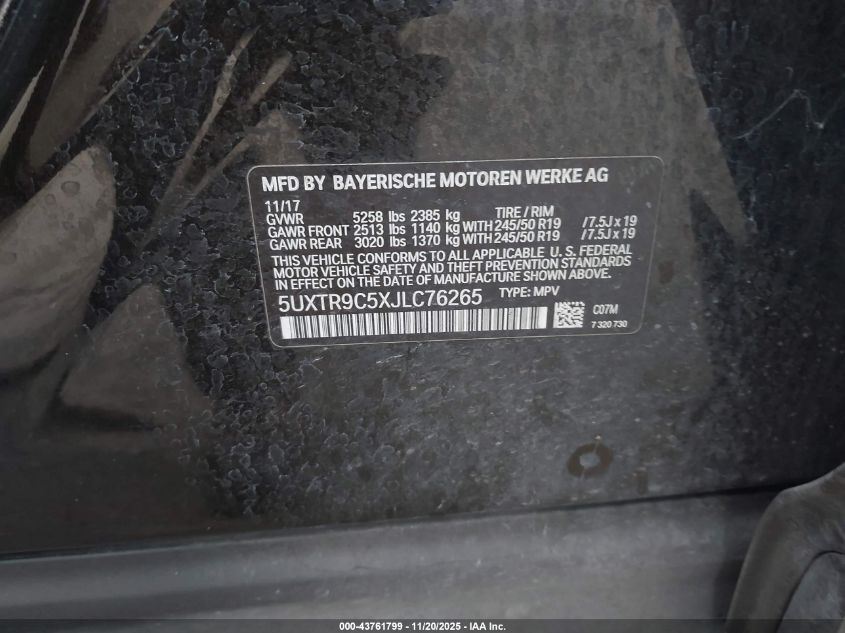 MFD BY BAYERISCHE MOTOREN WERKE AG
11/17
GVWR 5258 lbs 2385 kg TIRE / RIM
GAWR FRONT 2513 lbs 1140 kg WITH 245/50 R19 /7.5J x 19
GAWR REAR 3020 lbs 1370 kg WITH 245/50 R19 /7.5J x 19
THIS VEHICLE CONFORMS TO ALL APPLICABLE U. S. FEDERAL
MOTOR VEHICLE SAFETY AND THEFT PREVENTION STANDARDS
IN EFFECT ON THE DATE OF MANUFACTURE SHOWN ABOVE.
5UXTR9C5XJLC76265 TYPE: MPV
C07M
7 320 730
000-43761799 - 11/20/2025 - IAA Inc.